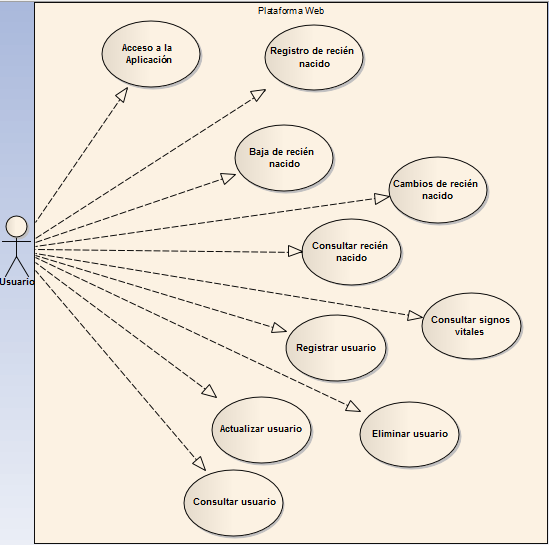 Plataforma Web
Acceso a la
Aplicación
Registro de recién
nacido
Baja de recién
nacido
Cambios de recién
nacido
Consultar recién
nacido
Usuario
Consultar signos
vitales
Registrar usuario
Actualizar usuario
Eliminar usuario
Consultar usuario